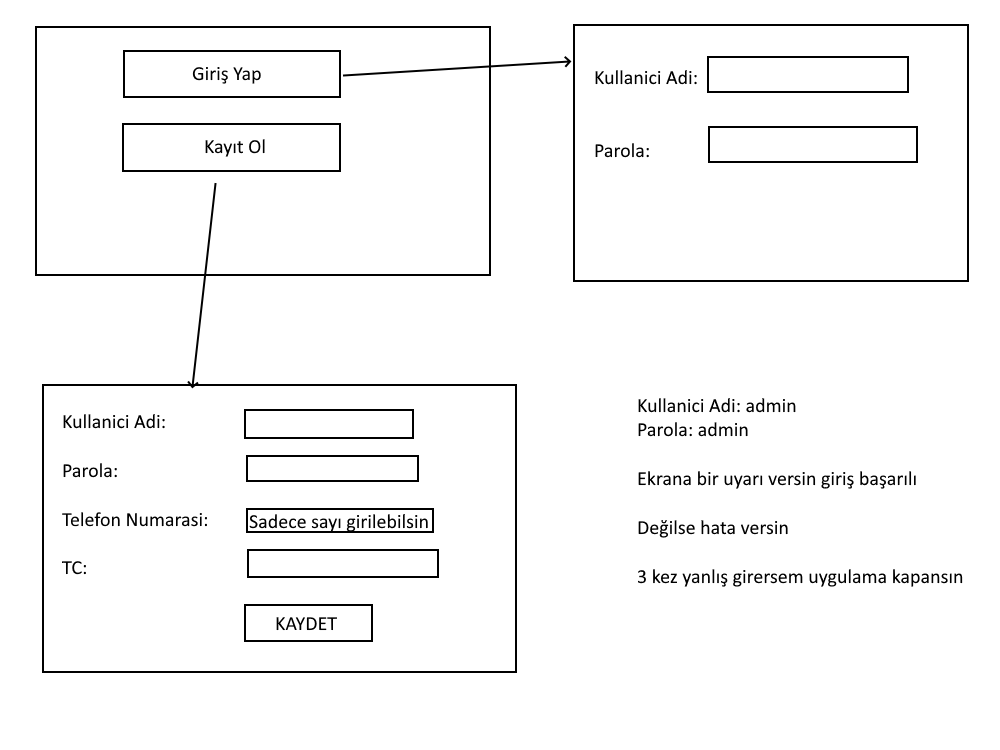 Giriş Yap
Kayıt Ol
Kullanici Adi:
Parola:
Kullanici Adi:
Parola:
Telefon Numarasi: Sadece sayı girilebilsin
TC:
KAYDET
Kullanici Adi: admin
Parola: admin
Ekrana bir uyarı versin giriş başarılı
Değilse hata versin
3 kez yanlış girersem uygulama kapansın